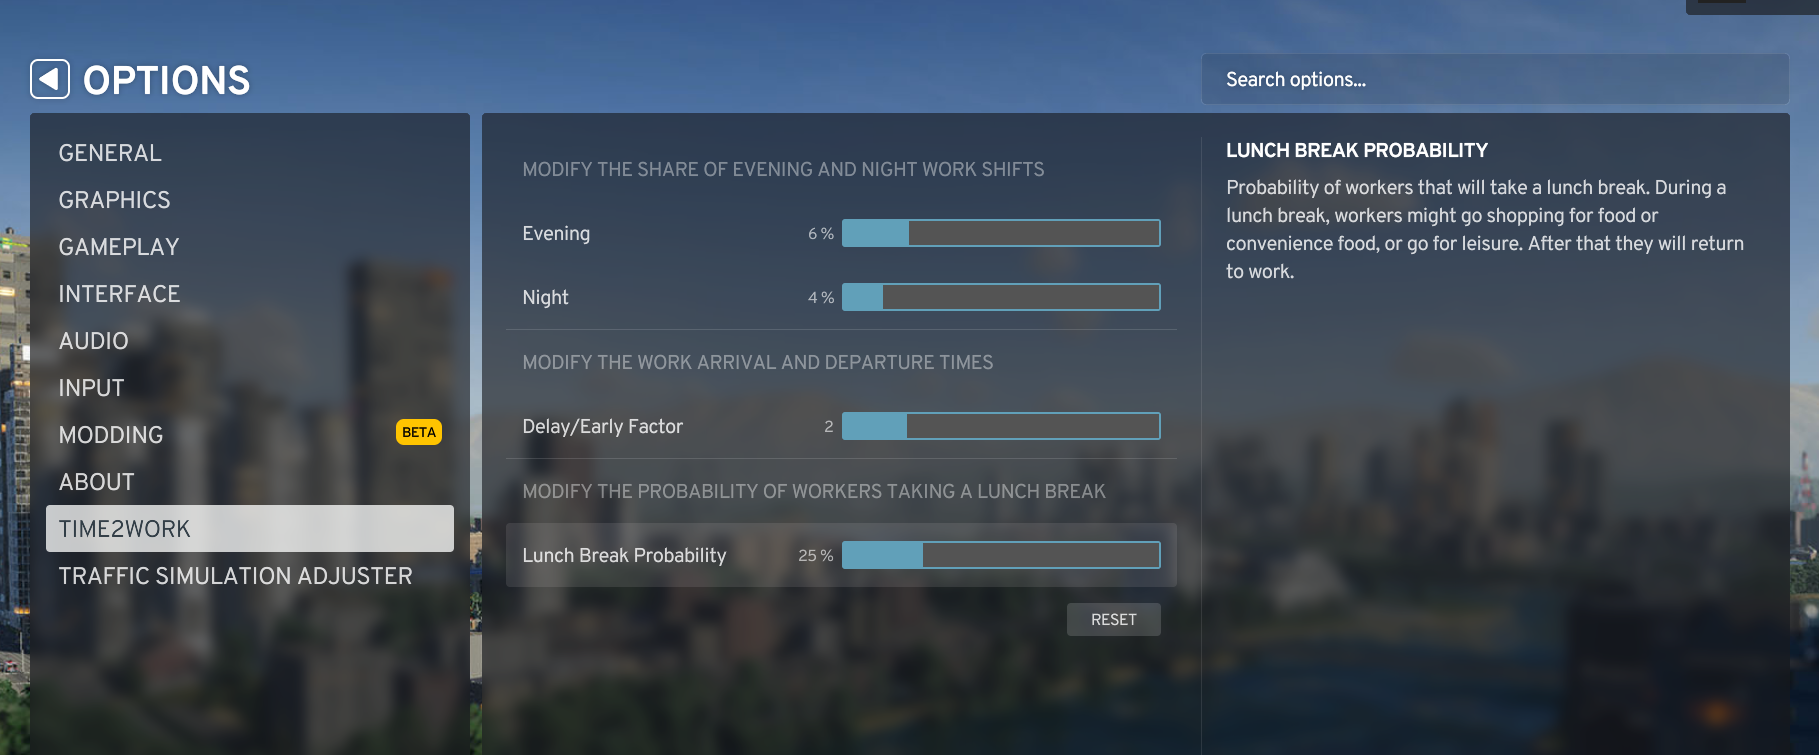 OPTIONS
Search options...
GENERAL
GRAPHICS
GAMEPLAY
INTERFACE
AUDIO
INPUT
MODDING
BETA
ABOUT
TIME2WORK
TRAFFIC SIMULATION ADJUSTER
MODIFY THE SHARE OF EVENING AND NIGHT WORK SHIFTS
Evening 6 %
Night 4 %
MODIFY THE WORK ARRIVAL AND DEPARTURE TIMES
Delay/Early Factor 2
MODIFY THE PROBABILITY OF WORKERS TAKING A LUNCH BREAK
Lunch Break Probability 25 %
RESET
LUNCH BREAK PROBABILITY
Probability of workers that will take a lunch break. During a
lunch break, workers might go shopping for food or
convenience food, or go for leisure. After that they will return
to work.